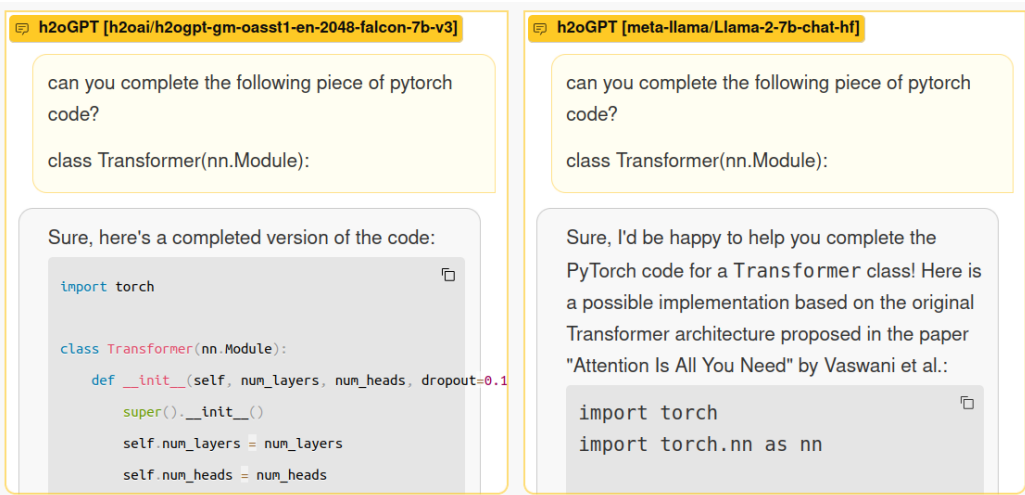 h2oGPT [h2oai/h2ogpt-gm-oasst1-en-2048-falcon-7b-v3]
can you complete the following piece of pytorch
code?
class Transformer(nn.Module):
Sure, here's a completed version of the code:
import torch
class Transformer(nn.Module):
def __init__(self, num_layers, num_heads, dropout=0.1
super().__init__()
self.num_layers = num_layers
self.num_heads = num_heads
h2oGPT [meta-llama/Llama-2-7b-chat-hf]
can you complete the following piece of pytorch
code?
class Transformer(nn.Module):
Sure, I'd be happy to help you complete the
PyTorch code for a Transformer class! Here is
a possible implementation based on the original
Transformer architecture proposed in the paper
"Attention Is All You Need" by Vaswani et al.:
import torch
import torch.nn as nn